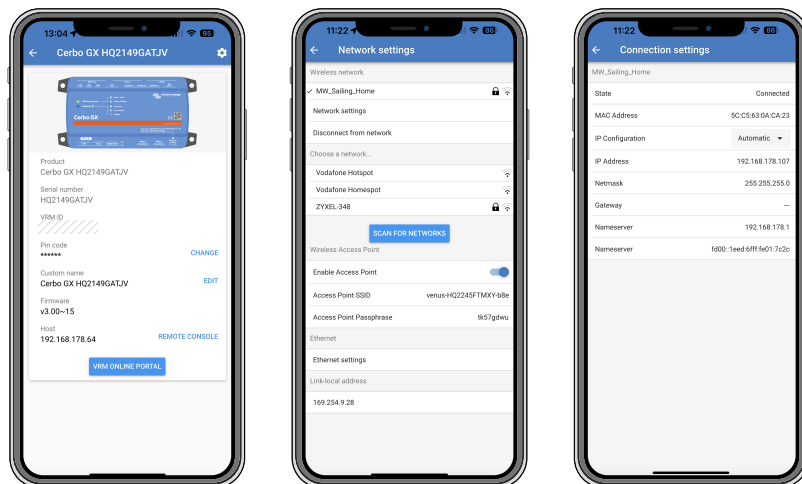 13:04
95
Cerbo GX HQ2149GATJV
Cerbo GX
Product
Cerbo GX HQ2149GATJV
Serial number
HQ2149GATJV
VRM ID
Pin code
******
CHANGE
Custom name
Cerbo GX HQ2149GATJV
EDIT
Firmware
v3.00~15
Host
192.168.178.64
REMOTE CONSOLE
VRM ONLINE PORTAL
11:22
86
Network settings
Wireless network
MW_Sailing_Home
Network settings
Disconnect from network
Choose a network...
Vodafone Hotspot
Vodafone Homespot
ZYXEL-348
SCAN FOR NETWORKS
Wireless Access Point
Enable Access Point
Access Point SSID venus-HQ2245FTMXY-b8e
Access Point Passphrase tk57gdwu
Ethernet
Ethernet settings
Link-local address
169.254.9.28
11:22
86
Connection settings
MW_Sailing_Home
State Connected
MAC Address 5C:C5:63:0A:CA:23
IP Configuration Automatic
IP Address 192.168.178.107
Netmask 255.255.255.0
Gateway ---
Nameserver 192.168.178.1
Nameserver fd00::1eed:6fff:fe01:7c2c